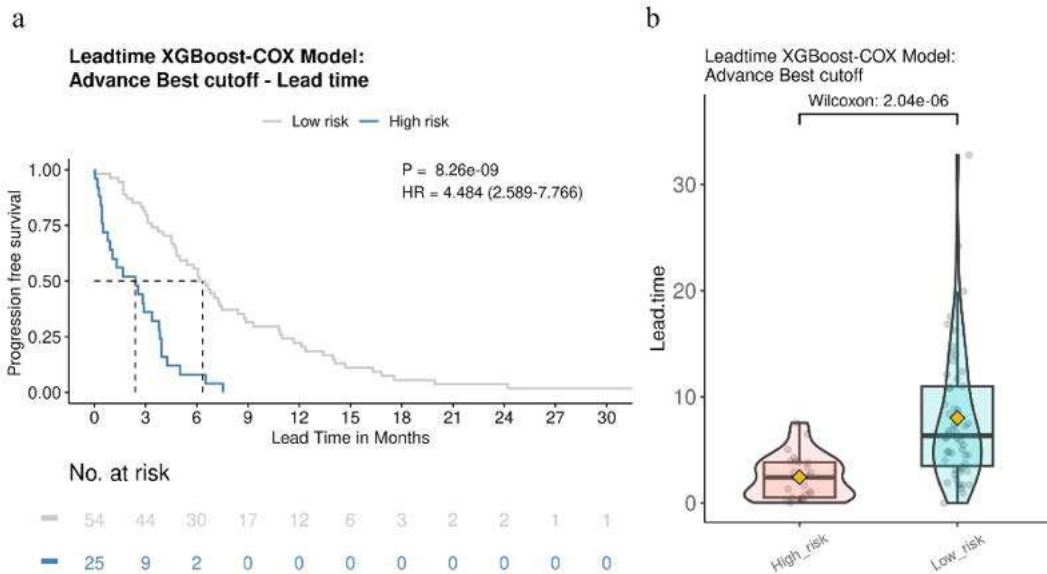 a
Leadtime XGBoost-COX Model:
Advance Best cutoff - Lead time
Low risk High risk
P = 8.26e-09
HR = 4.484 (2.589-7.766)
Progression free survival
1.00
0.75
0.50
0.25
0.00
0 3 6 9 12 15 18 21 24 27 30
Lead Time in Months
No. at risk
54 44 30 17 12 6 3 2 2 1 1
25 9 2 0 0 0 0 0 0 0 0
b
Leadtime XGBoost-COX Model:
Advance Best cutoff
Wilcoxon: 2.04e-06
Lead.time
30
20
10
0
High_risk Low_risk